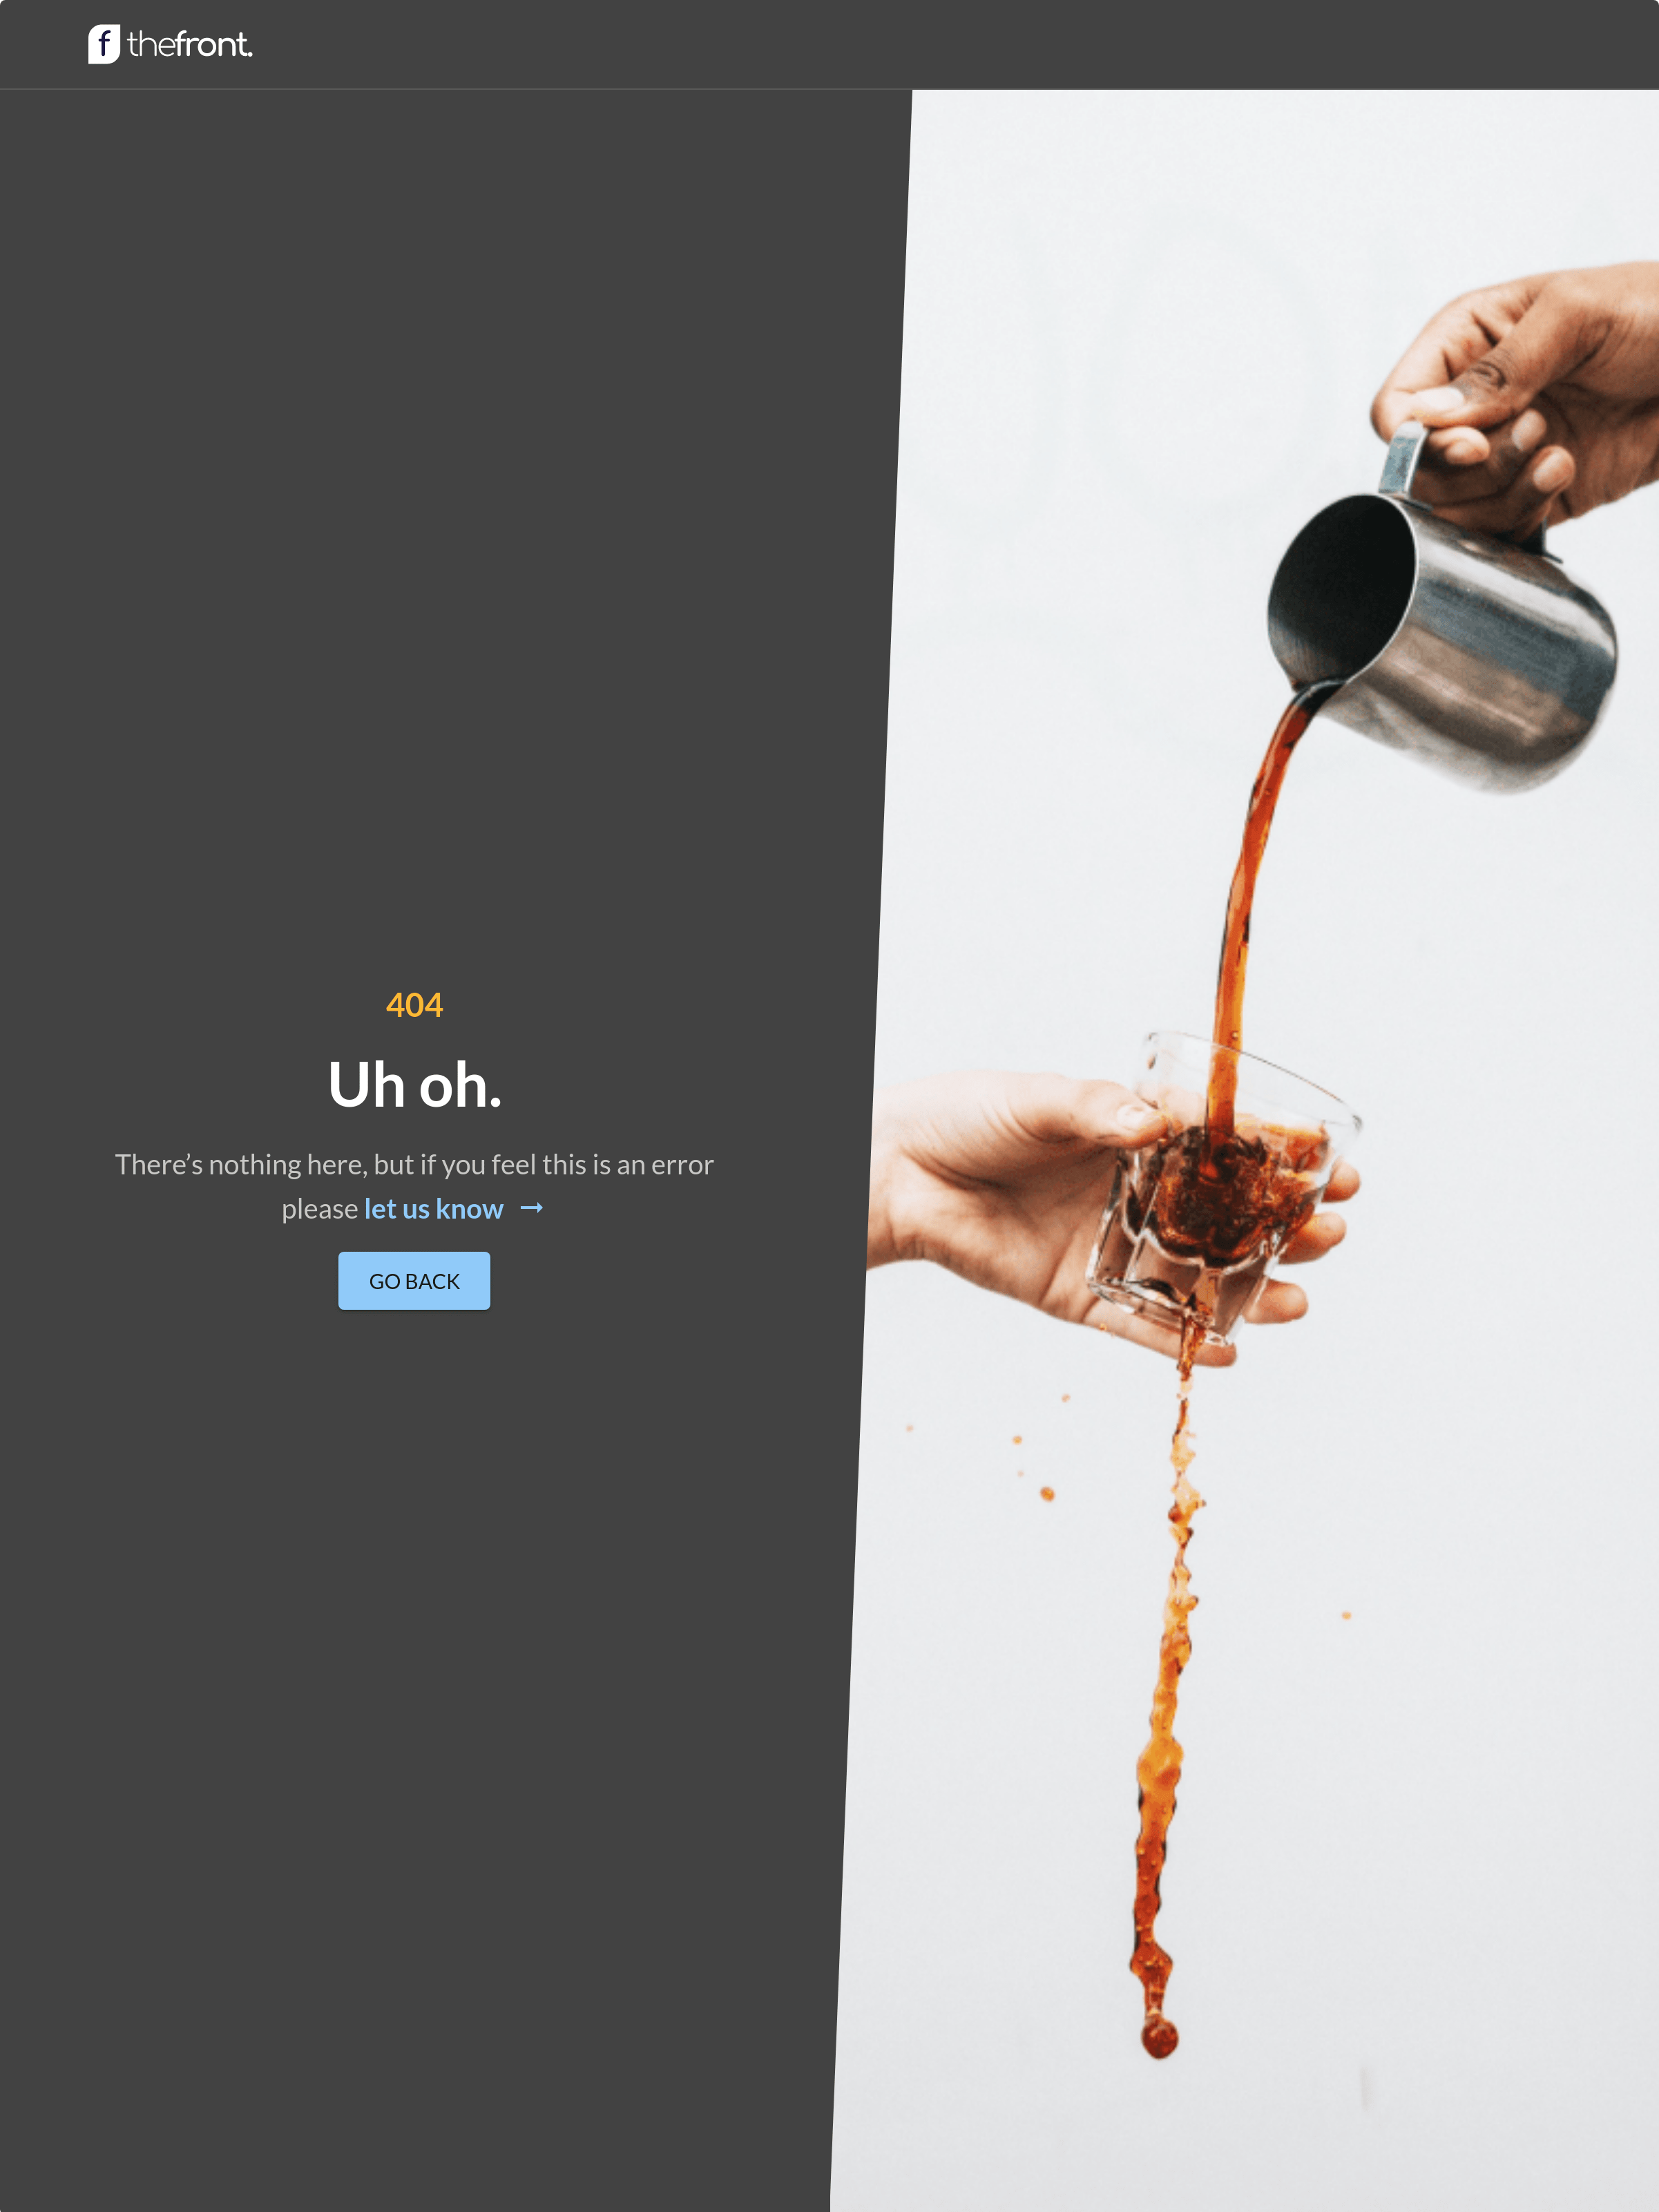 f thefront.
404
Uh oh.
There’s nothing here, but if you feel this is an error
please let us know →
GO BACK